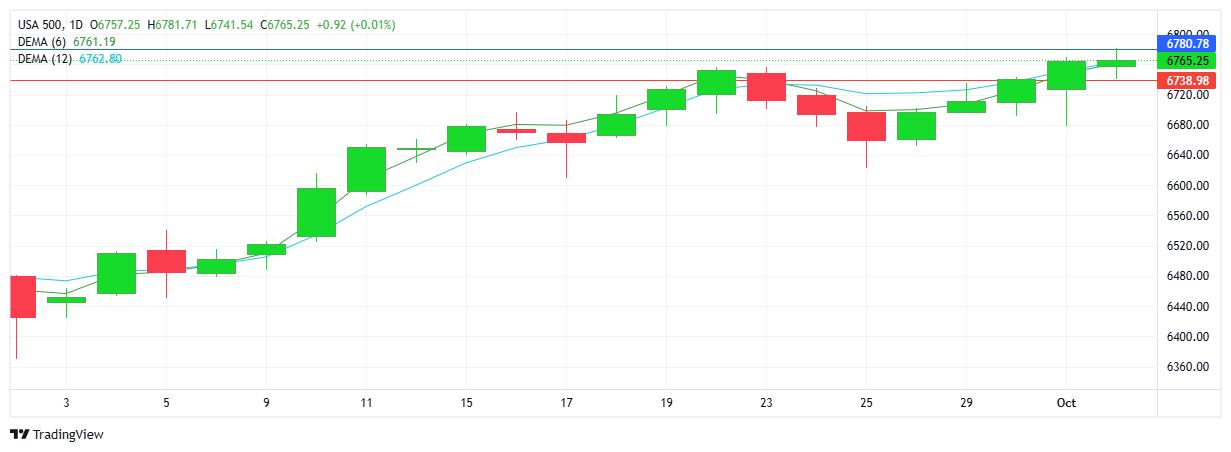 USA 500, 1D O6757.25 H6781.71 L6741.54 C6765.25 +0.92 (+0.01%)
DEMA (6) 6761.19
DEMA (12) 6762.80
6800.00
6780.78
6765.25
6738.98
6720.00
6680.00
6640.00
6600.00
6560.00
6520.00
6480.00
6440.00
6400.00
6360.00
3 5 9 11 15 17 19 23 25 29 Oct
TradingView